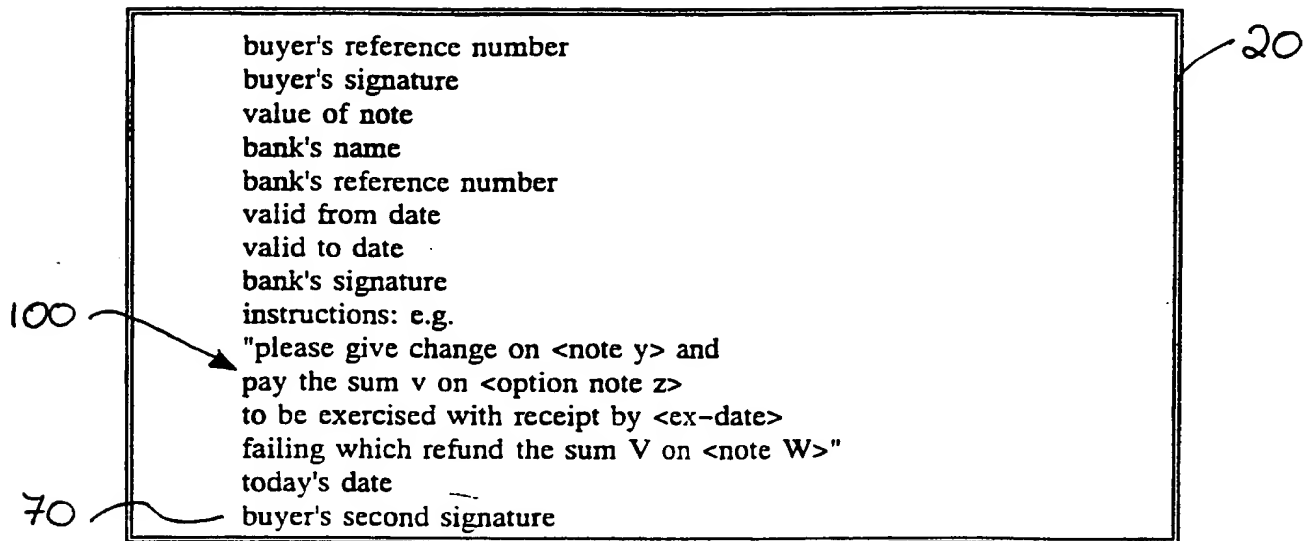 20
buyer's reference number
buyer's signature
value of note
bank's name
bank's reference number
valid from date
valid to date
bank's signature
100
instructions: e.g.
"please give change on <note y> and
pay the sum v on <option note z>
to be exercised with receipt by <ex-date>
failing which refund the sum V on <note W>"
today's date
70
buyer's second signature